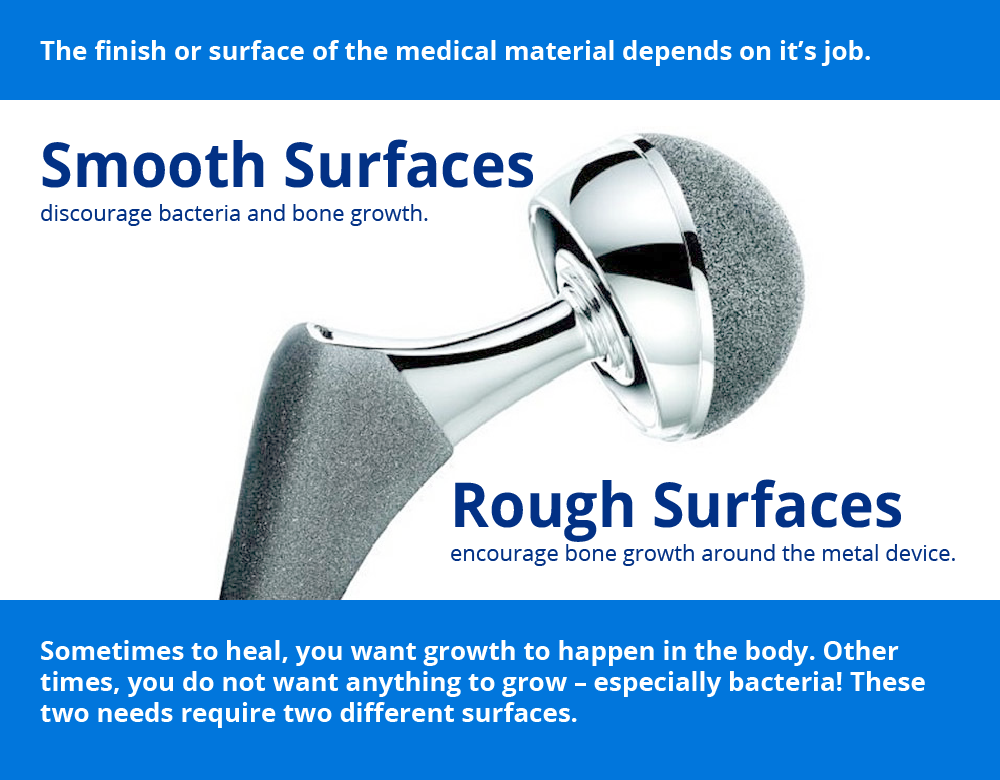 The finish or surface of the medical material depends on it’s job.
Smooth Surfaces
discourage bacteria and bone growth.
Rough Surfaces
encourage bone growth around the metal device.
Sometimes to heal, you want growth to happen in the body. Other
times, you do not want anything to grow – especially bacteria! These
two needs require two different surfaces.